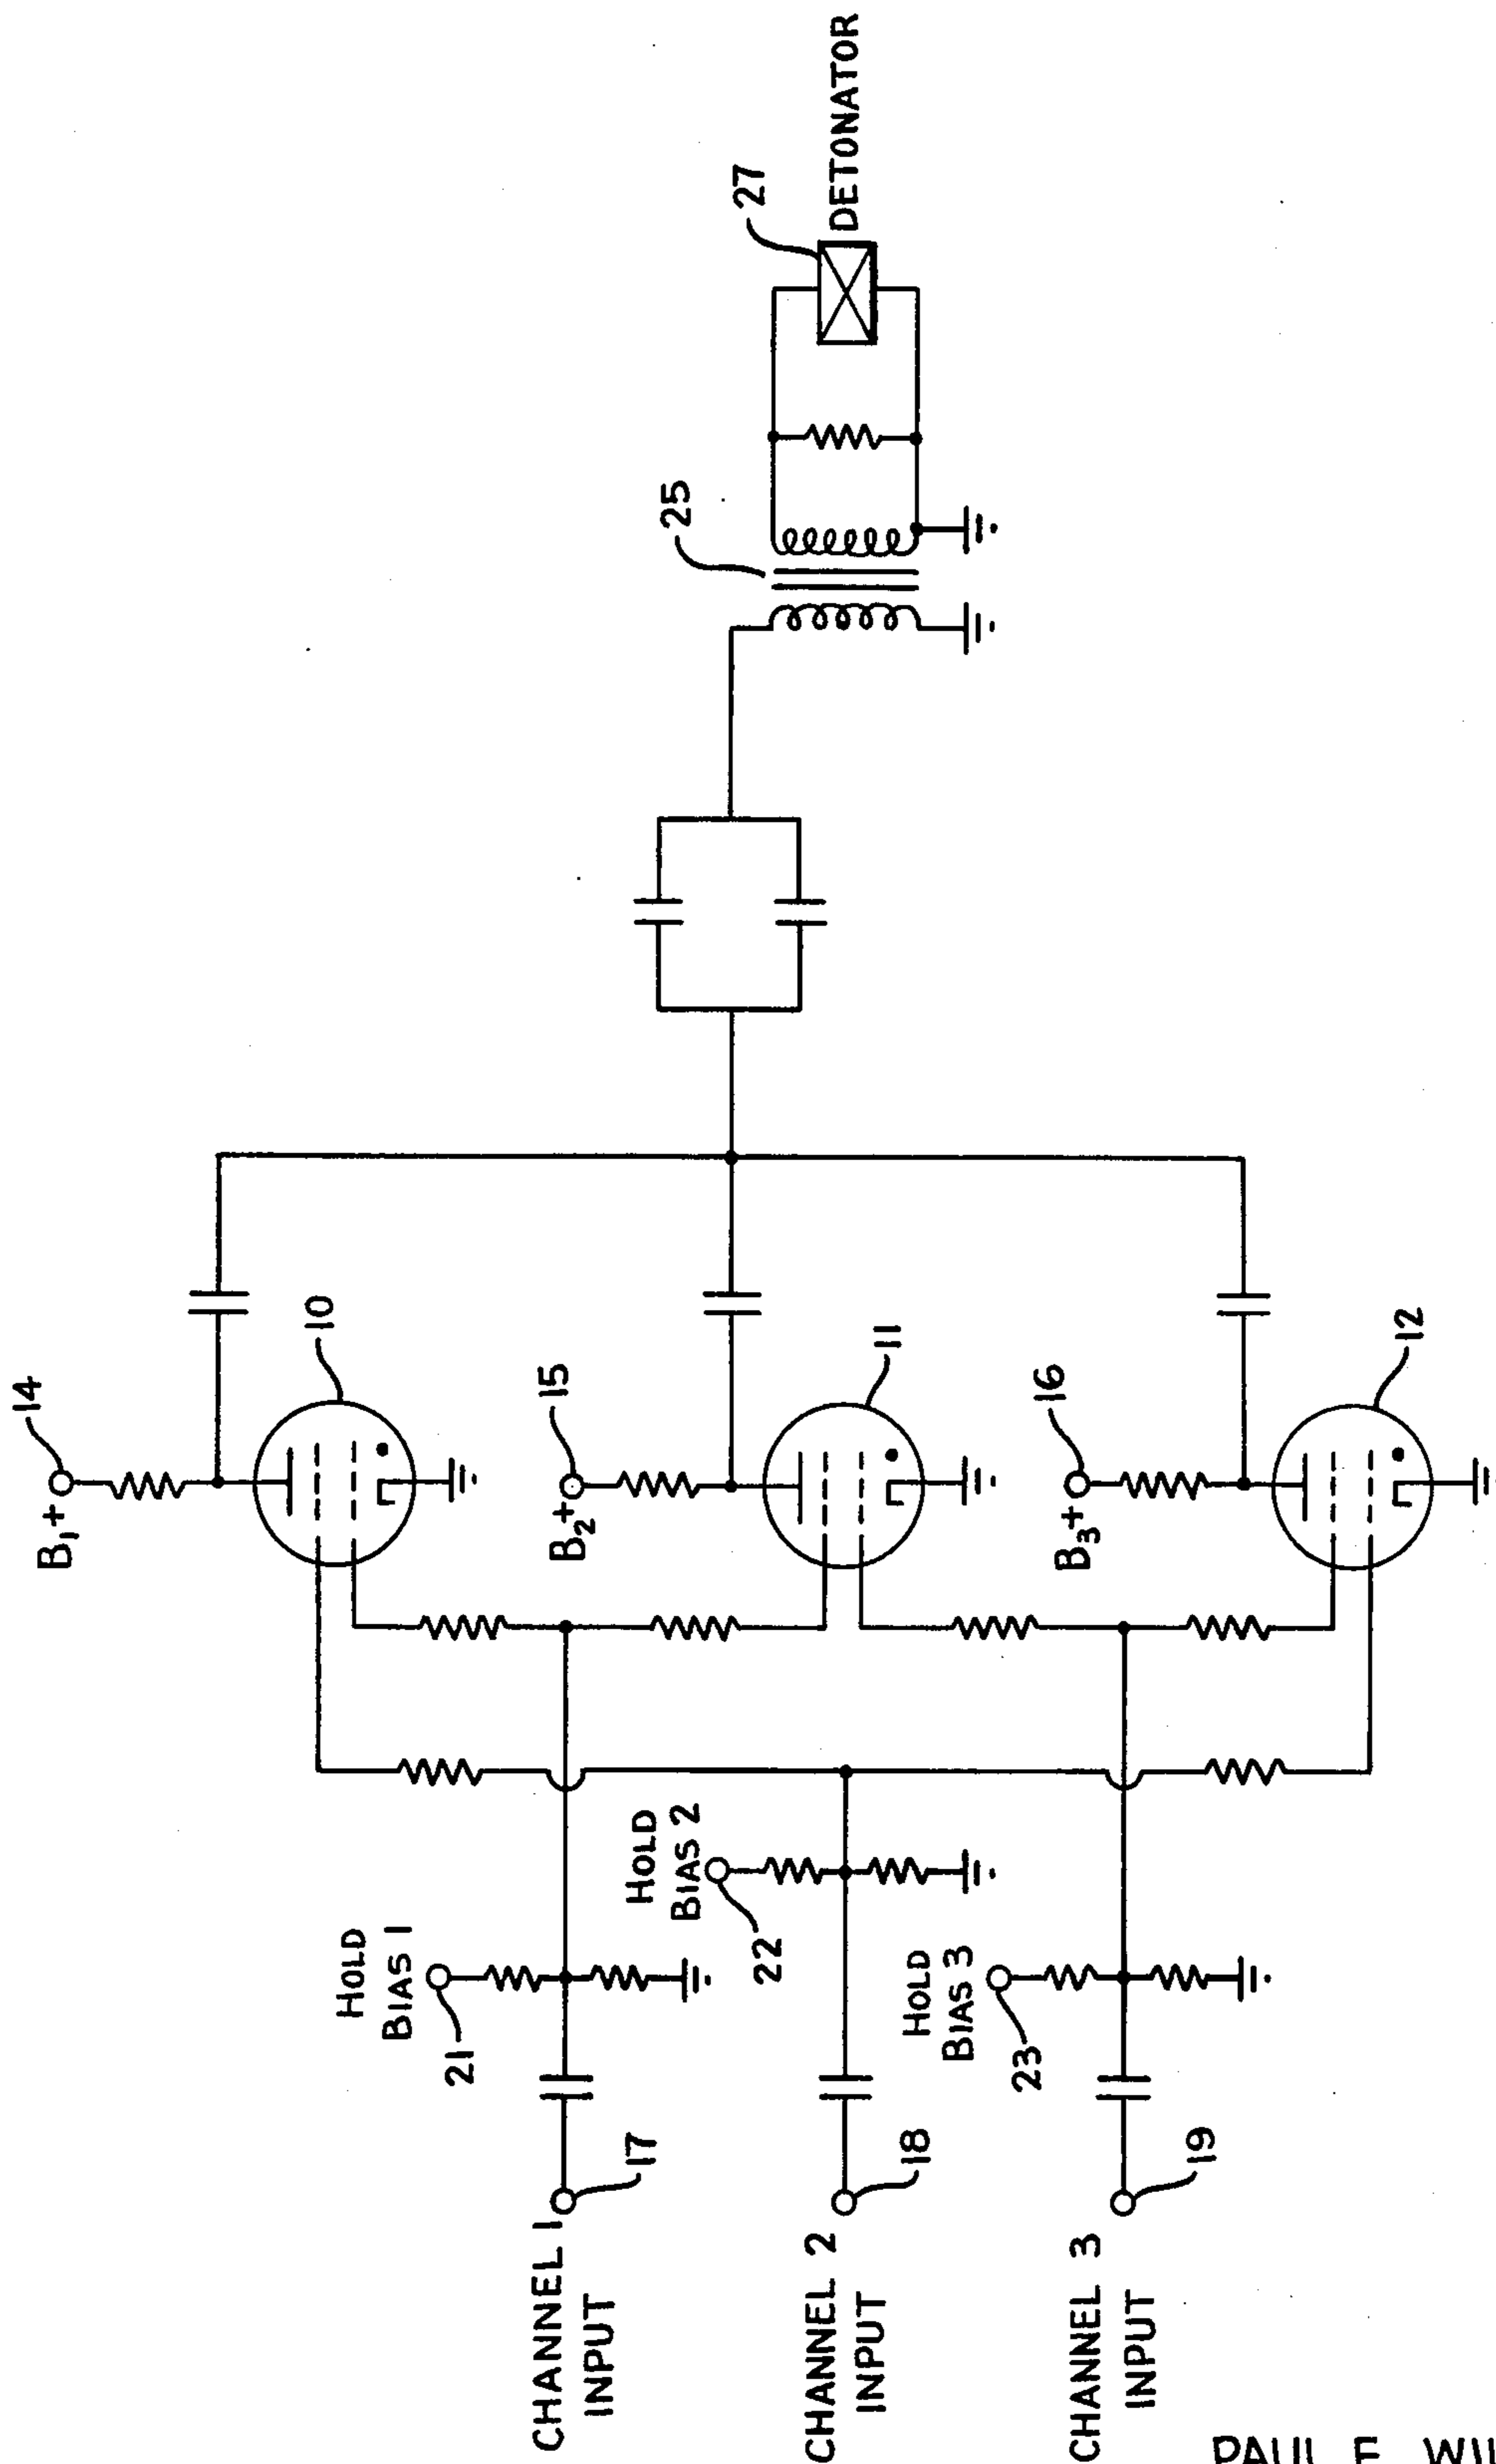 B₁+
14
10
B₂+
15
11
B₃+
16
12
HOLD
BIAS 1
21
HOLD
BIAS 2
22
HOLD
BIAS 3
23
CHANNEL 1
INPUT
17
CHANNEL 2
INPUT
18
CHANNEL 3
INPUT
19
25
27
DETONATOR
PAUL E.